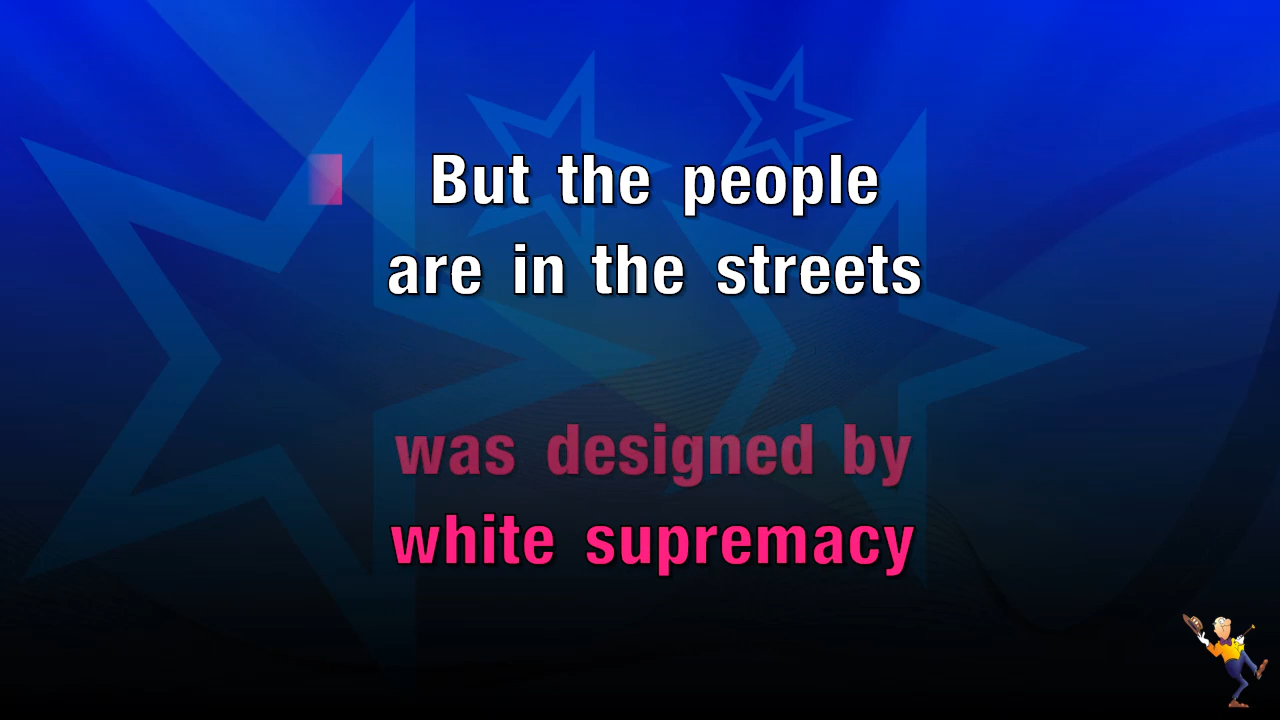 But the people
are in the streets
was designed by
white supremacy